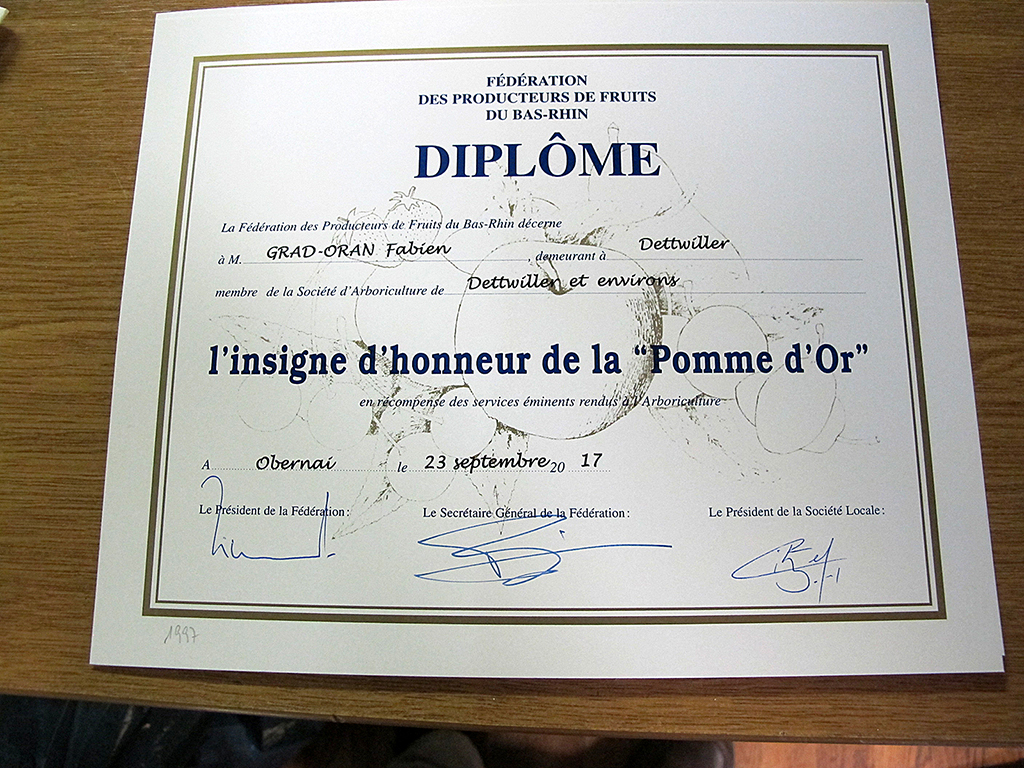 FÉDÉRATION
DES PRODUCTEURS DE FRUITS
DU BAS-RHIN
DIPLÔME
La Fédération des Producteurs de Fruits du Bas-Rhin décerne
à M. GRAD-ORAN Fabien, demeurant à Dettwiller
membre de la Société d'Arboriculture de Dettwiller et environs
l'insigne d'honneur de la "Pomme d'Or"
en récompense des services éminents rendus à l'Arboriculture
A Obernai le 23 septembre 20 17
Le Président de la Fédération: Le Secrétaire Général de la Fédération: Le Président de la Société Locale:
1997